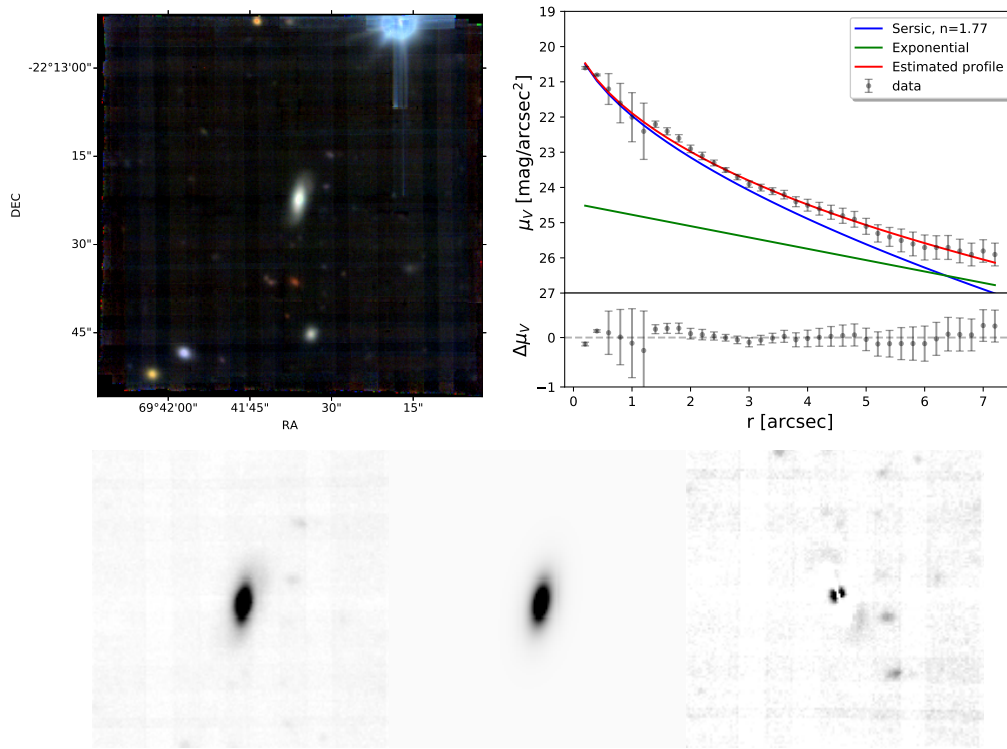 -22°13'00"
15"
30"
45"
DEC
69°42'00" 41'45" 30" 15"
RA
19
20
21
22
23
24
25
26
27
μV [mag/arcsec²]
Sersic, n=1.77
Exponential
Estimated profile
data
0
−1
ΔμV
0 1 2 3 4 5 6 7
r [arcsec]